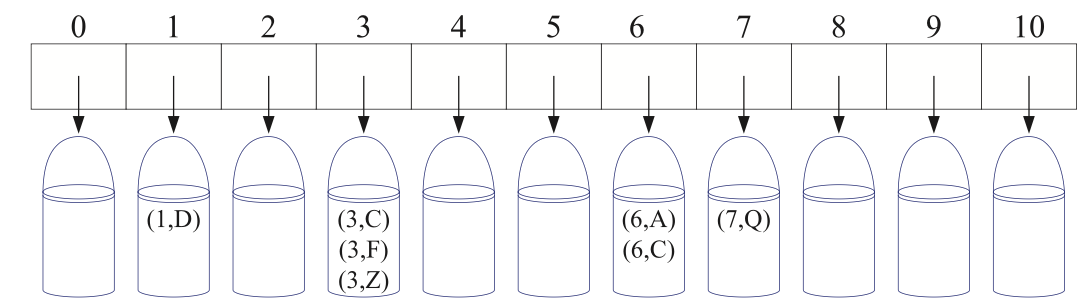 0 1 2 3 4 5 6 7 8 9 10
(1,D) (3,C) (6,A) (7,Q)
(3,F) (6,C)
(3,Z)